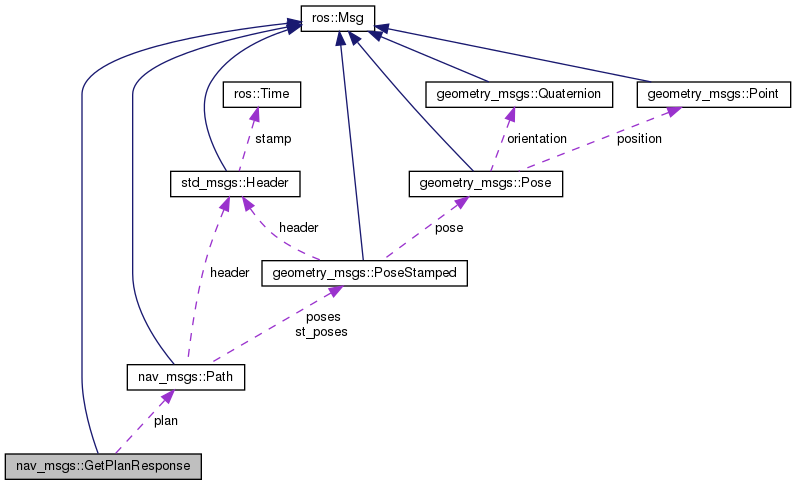 ros::Msg
ros::Time
geometry_msgs::Quaternion
geometry_msgs::Point
stamp
orientation
position
std_msgs::Header
geometry_msgs::Pose
header
pose
header
geometry_msgs::PoseStamped
poses
st_poses
nav_msgs::Path
plan
nav_msgs::GetPlanResponse